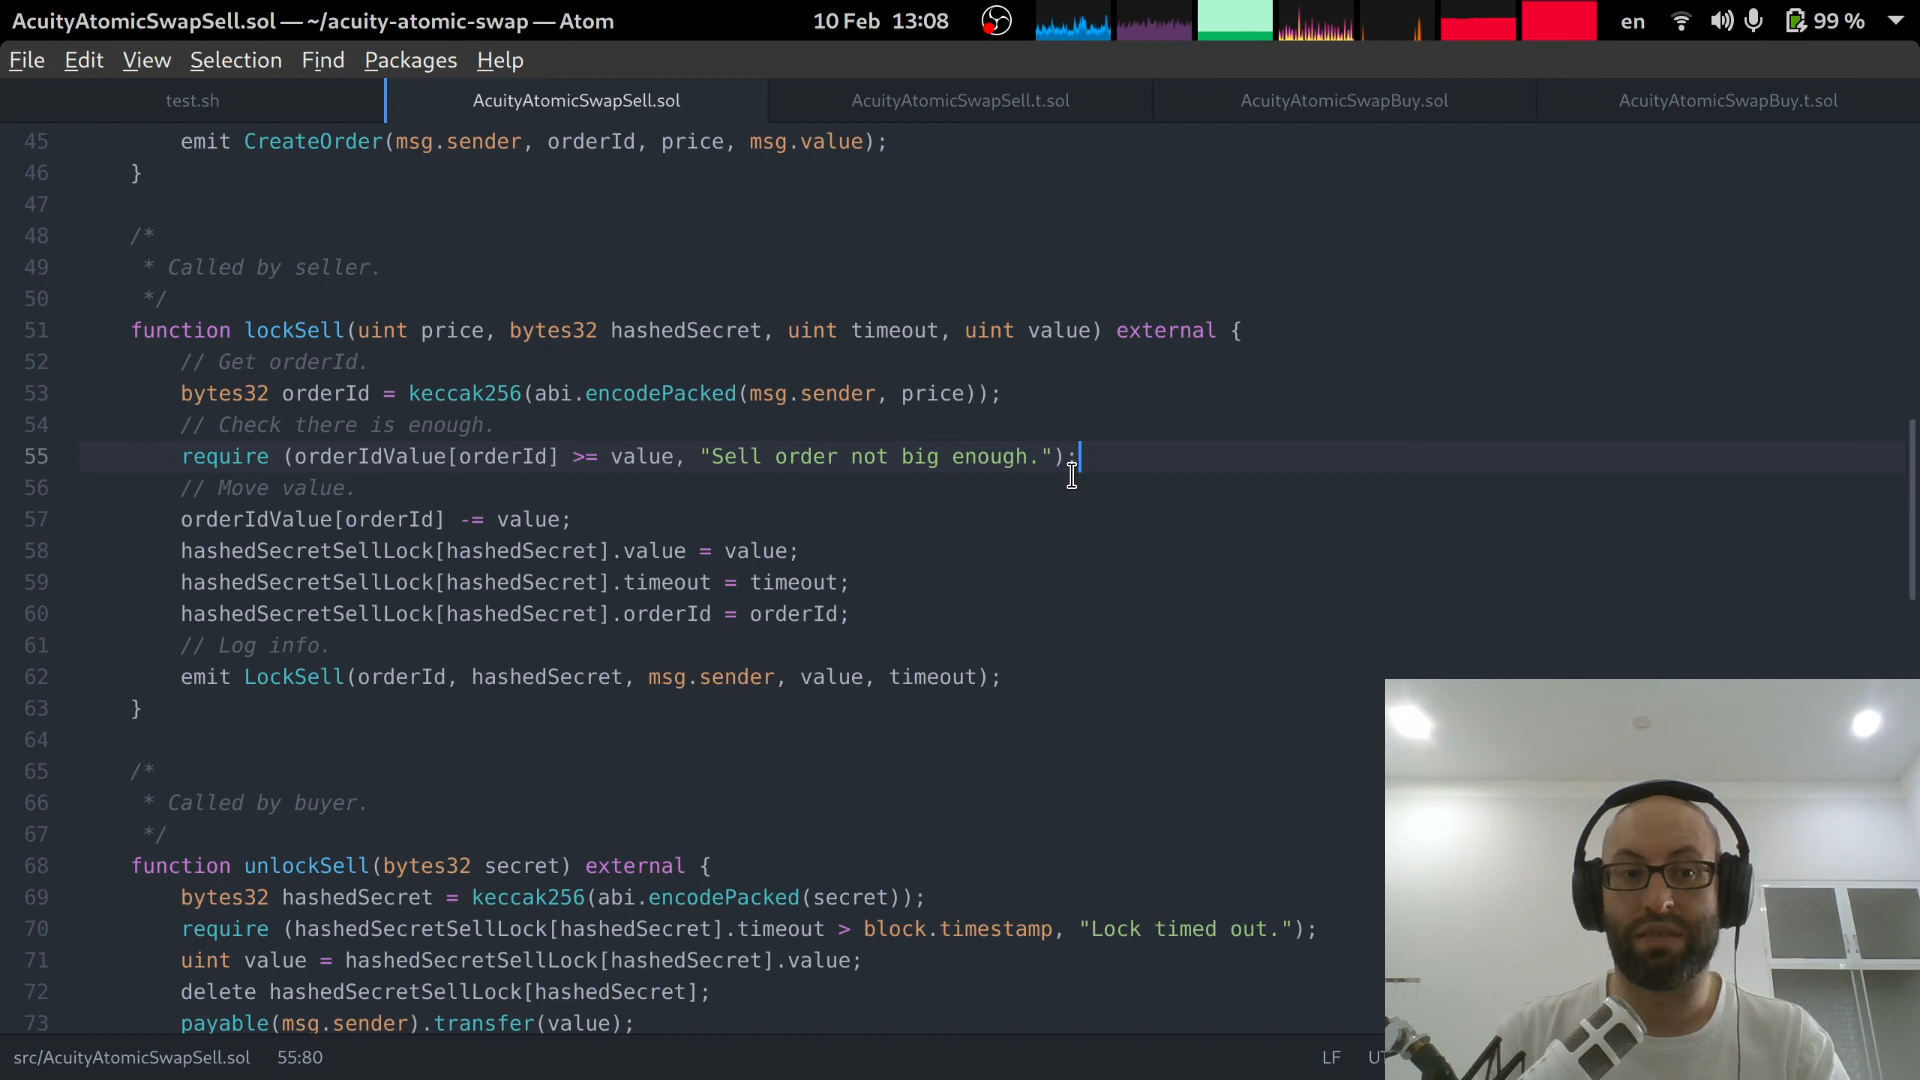 AcuityAtomicSwapSell.sol — ~/acuity-atomic-swap — Atom
10 Feb 13:08
en
99 %
File Edit View Selection Find Packages Help
test.sh
AcuityAtomicSwapSell.sol
AcuityAtomicSwapSell.t.sol
AcuityAtomicSwapBuy.sol
AcuityAtomicSwapBuy.t.sol
45 emit CreateOrder(msg.sender, orderId, price, msg.value);
46 }
47
48 /*
49 * Called by seller.
50 */
51 function lockSell(uint price, bytes32 hashedSecret, uint timeout, uint value) external {
52 // Get orderId.
53 bytes32 orderId = keccak256(abi.encodePacked(msg.sender, price));
54 // Check there is enough.
55 require (orderIdValue[orderId] >= value, "Sell order not big enough.");
56 // Move value.
57 orderIdValue[orderId] -= value;
58 hashedSecretSellLock[hashedSecret].value = value;
59 hashedSecretSellLock[hashedSecret].timeout = timeout;
60 hashedSecretSellLock[hashedSecret].orderId = orderId;
61 // Log info.
62 emit LockSell(orderId, hashedSecret, msg.sender, value, timeout);
63 }
64
65 /*
66 * Called by buyer.
67 */
68 function unlockSell(bytes32 secret) external {
69 bytes32 hashedSecret = keccak256(abi.encodePacked(secret));
70 require (hashedSecretSellLock[hashedSecret].timeout > block.timestamp, "Lock timed out.");
71 uint value = hashedSecretSellLock[hashedSecret].value;
72 delete hashedSecretSellLock[hashedSecret];
73 payable(msg.sender).transfer(value);
src/AcuityAtomicSwapSell.sol 55:80
LF